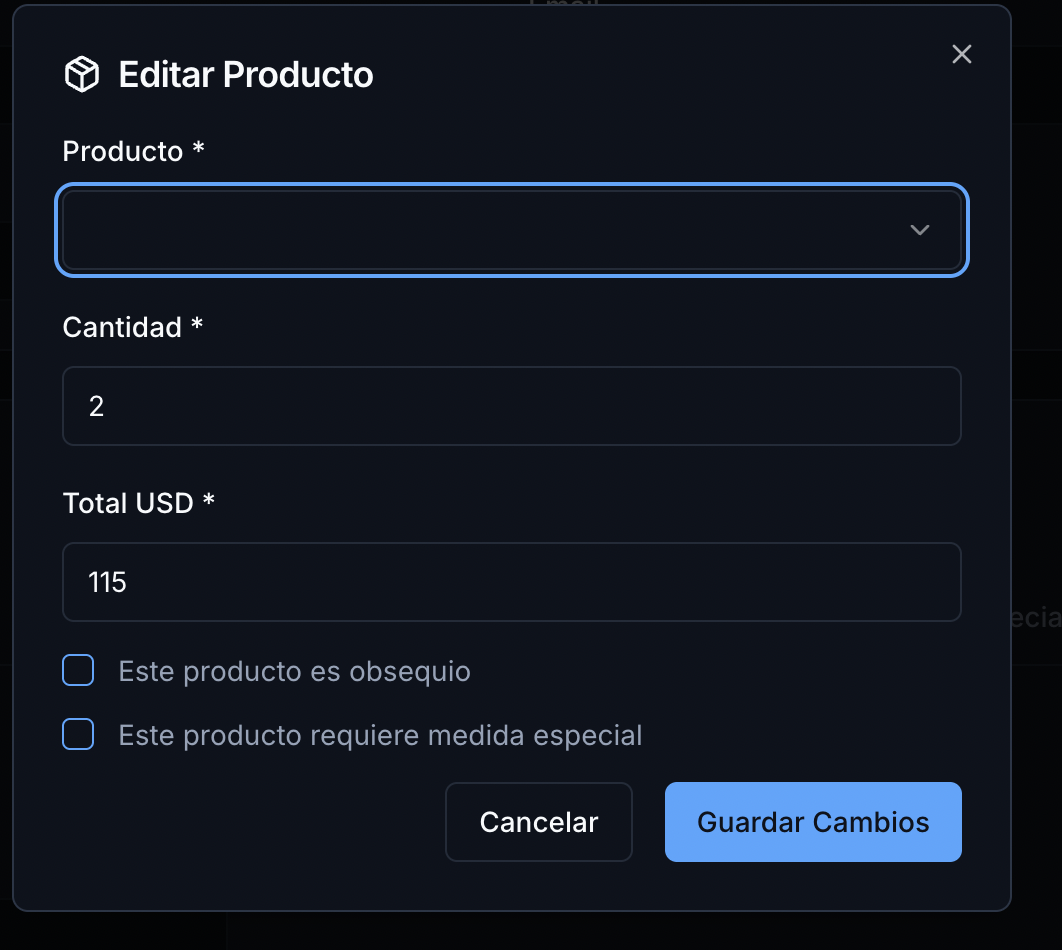 Editar Producto
Producto *
Cantidad *
2
Total USD *
115
Este producto es obsequio
Este producto requiere medida especial
Cancelar
Guardar Cambios